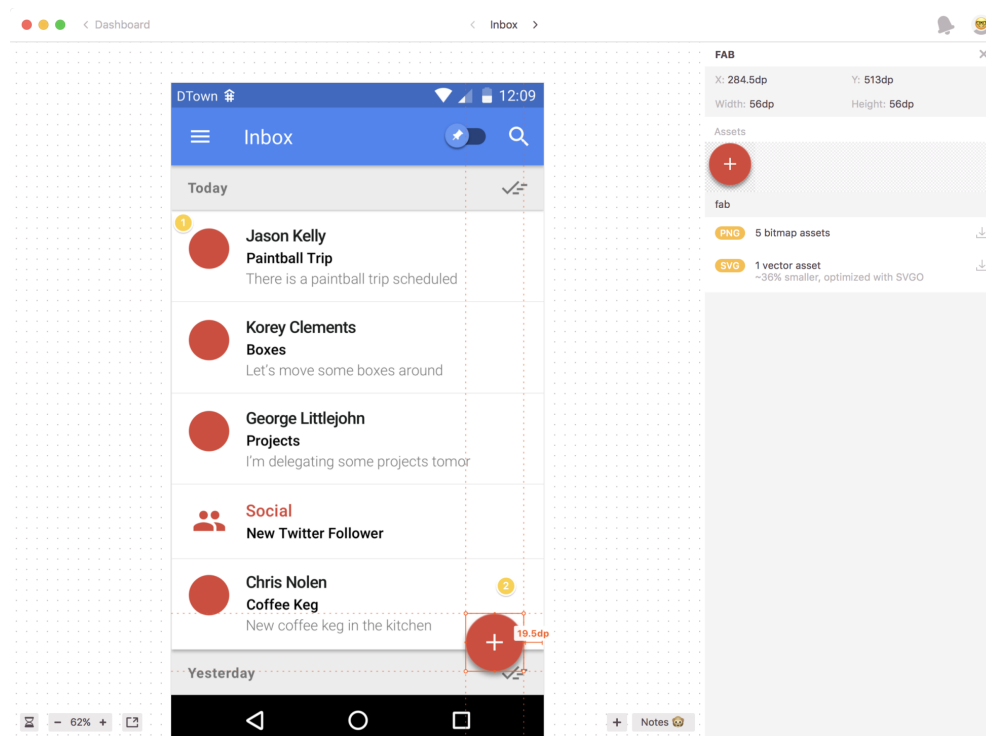 Dashboard
Inbox
FAB
X: 284.5dp Y: 513dp
Width: 56dp Height: 56dp
Assets
fab
PNG 5 bitmap assets
SVG 1 vector asset
~36% smaller, optimized with SVGO
DTown 12:09
Inbox
Today
1
Jason Kelly
Paintball Trip
There is a paintball trip scheduled
Korey Clements
Boxes
Let's move some boxes around
George Littlejohn
Projects
I'm delegating some projects tomor
Social
New Twitter Follower
2
Chris Nolen
Coffee Keg
New coffee keg in the kitchen
19.5dp
Yesterday
− 62% + + Notes